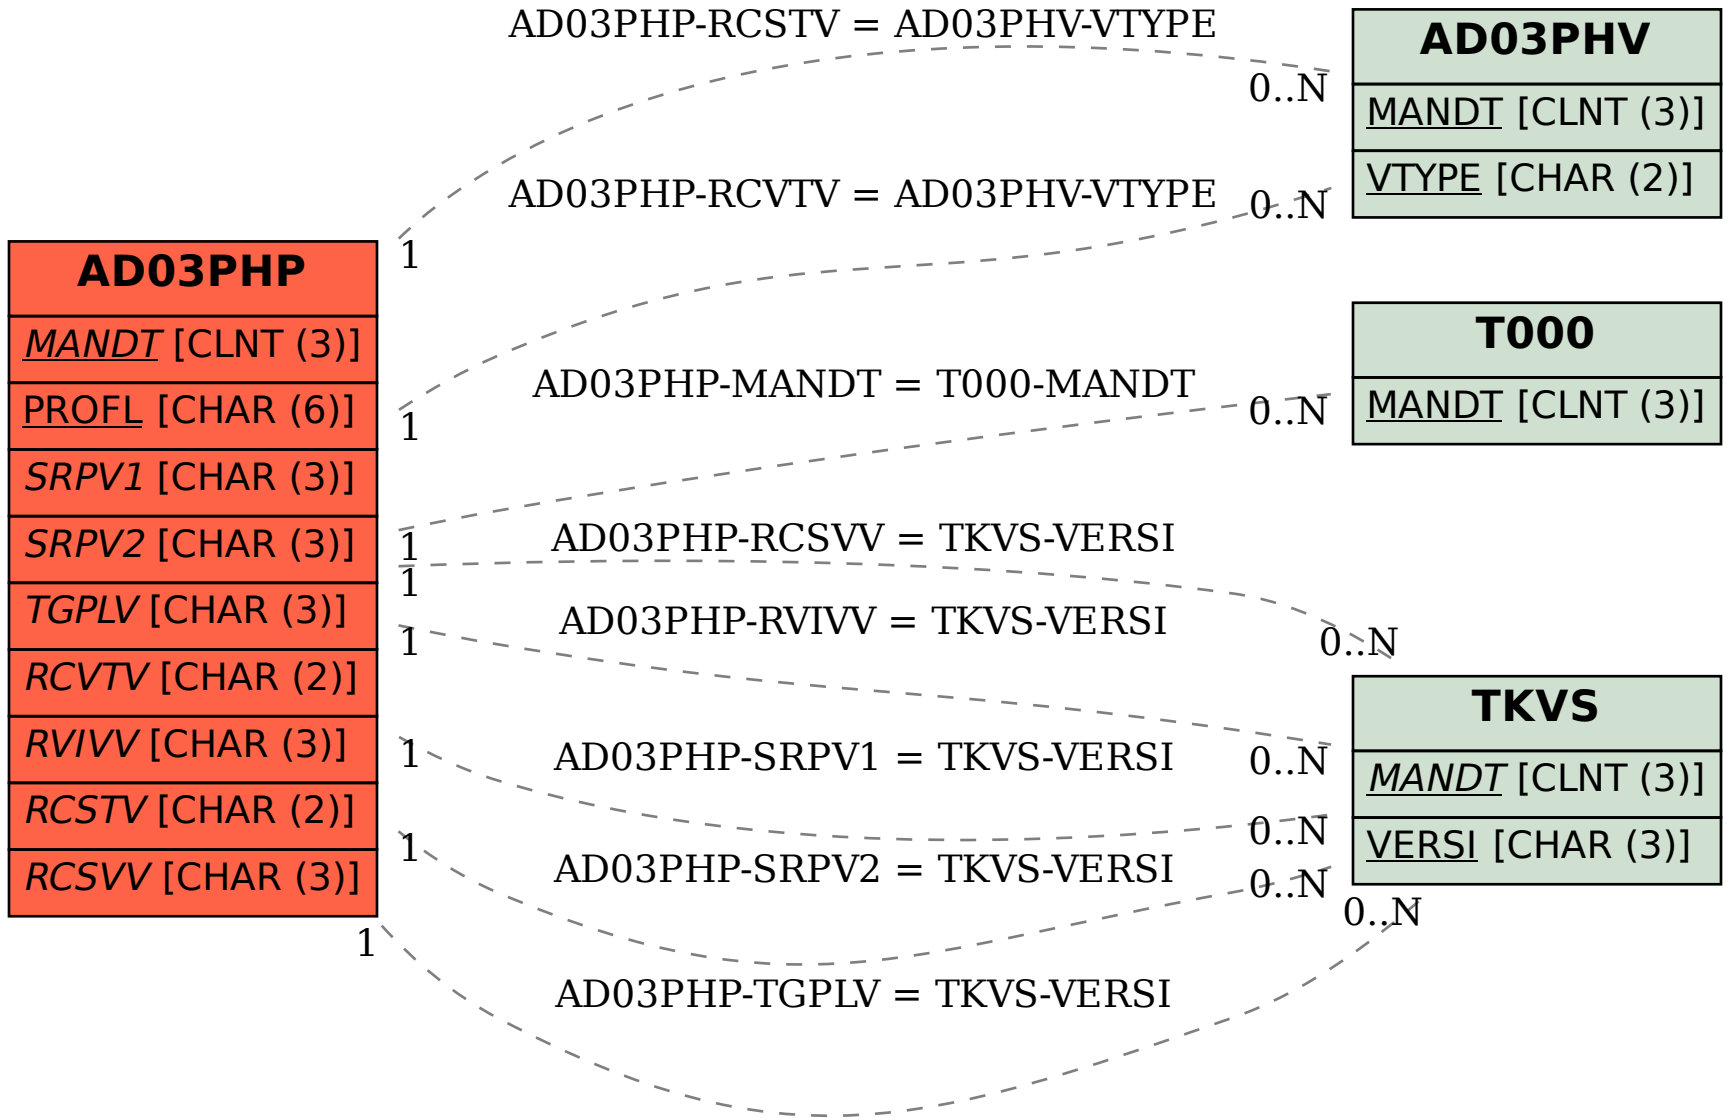 AD03PHP-RCSTV = AD03PHV-VTYPE
0..N
1
AD03PHP-RCVTV = AD03PHV-VTYPE
0..N
1
AD03PHP-MANDT = T000-MANDT
0..N
1
AD03PHP-RCSVV = TKVS-VERSI
0..N
1
AD03PHP-RVIVV = TKVS-VERSI
0..N
1
AD03PHP-SRPV1 = TKVS-VERSI
0..N
1
AD03PHP-SRPV2 = TKVS-VERSI
0..N
1
AD03PHP-TGPLV = TKVS-VERSI
0..N
1
AD03PHP
MANDT [CLNT (3)]
PROFL [CHAR (6)]
SRPV1 [CHAR (3)]
SRPV2 [CHAR (3)]
TGPLV [CHAR (3)]
RCVTV [CHAR (2)]
RVIVV [CHAR (3)]
RCSTV [CHAR (2)]
RCSVV [CHAR (3)]
AD03PHV
MANDT [CLNT (3)]
VTYPE [CHAR (2)]
T000
MANDT [CLNT (3)]
TKVS
MANDT [CLNT (3)]
VERSI [CHAR (3)]